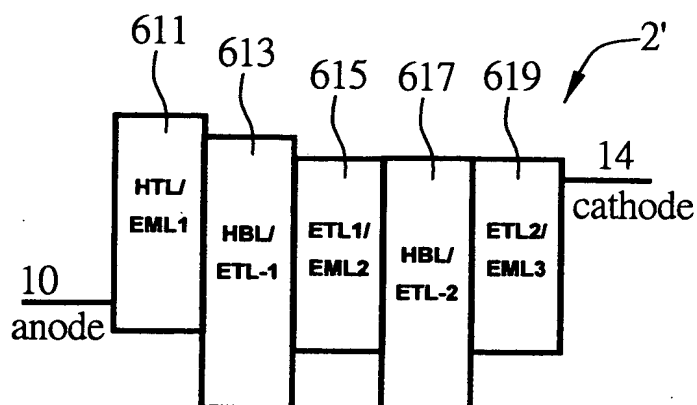 611
613
615
617
619
2'
HTL/
EML1
HBL/
ETL-1
ETL1/
EML2
HBL/
ETL-2
ETL2/
EML3
14
cathode
10
anode